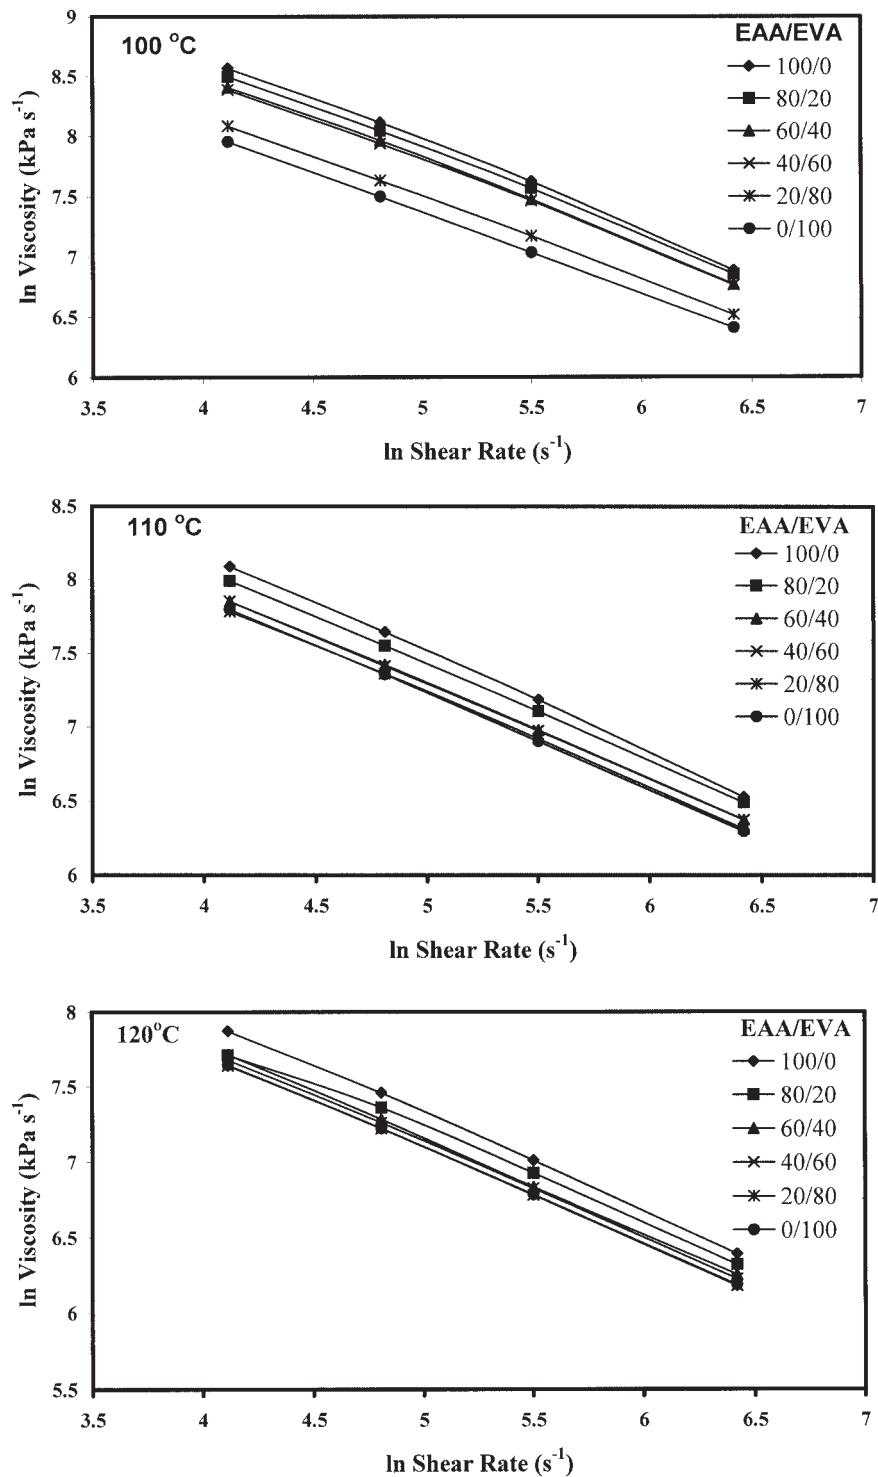 100 °C
EAA/EVA
100/0
80/20
60/40
40/60
20/80
0/100
9
8.5
8
7.5
7
6.5
6
ln Viscosity (kPa s⁻¹)
3.5 4 4.5 5 5.5 6 6.5 7
ln Shear Rate (s⁻¹)
110 °C
EAA/EVA
100/0
80/20
60/40
40/60
20/80
0/100
8.5
8
7.5
7
6.5
6
ln Viscosity (kPa s⁻¹)
3.5 4 4.5 5 5.5 6 6.5 7
ln Shear Rate (s⁻¹)
120°C
EAA/EVA
100/0
80/20
60/40
40/60
20/80
0/100
8
7.5
7
6.5
6
5.5
ln Viscosity (kPa s⁻¹)
3.5 4 4.5 5 5.5 6 6.5 7
ln Shear Rate (s⁻¹)